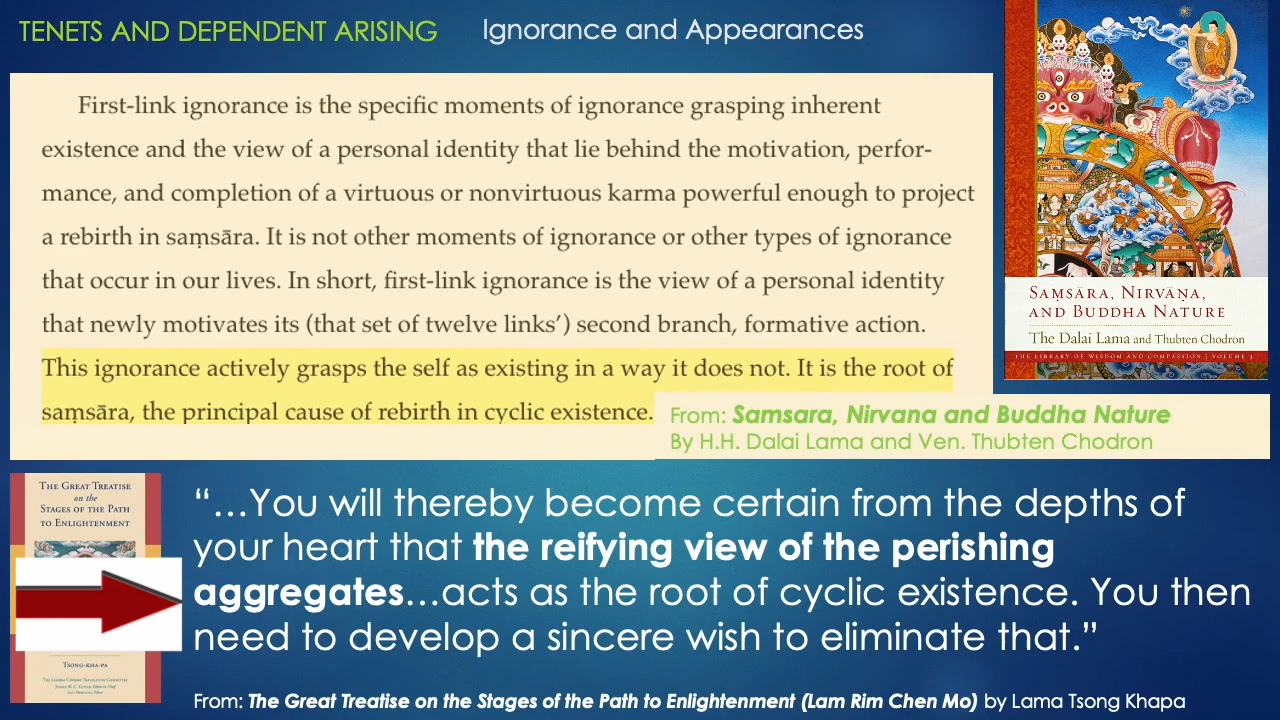 TENETS AND DEPENDENT ARISING
Ignorance and Appearances
First-link ignorance is the specific moments of ignorance grasping inherent
existence and the view of a personal identity that lie behind the motivation, perfor-
mance, and completion of a virtuous or nonvirtuous karma powerful enough to project
a rebirth in saṃsāra. It is not other moments of ignorance or other types of ignorance
that occur in our lives. In short, first-link ignorance is the view of a personal identity
that newly motivates its (that set of twelve links’) second branch, formative action.
This ignorance actively grasps the self as existing in a way it does not. It is the root of
saṃsāra, the principal cause of rebirth in cyclic existence.
From: Samsara, Nirvana and Buddha Nature
By H.H. Dalai Lama and Ven. Thubten Chodron
SAṂSĀRA, NIRVĀṆA,
AND BUDDHA NATURE
The Dalai Lama and Thubten Chodron
THE LIBRARY OF WISDOM AND COMPASSION | VOLUME 3
THE GREAT TREATISE
on the
STAGES OF THE PATH
TO ENLIGHTENMENT
TSONG-KHA-PA
“…You will thereby become certain from the depths of
your heart that the reifying view of the perishing
aggregates…acts as the root of cyclic existence. You then
need to develop a sincere wish to eliminate that.”
From: The Great Treatise on the Stages of the Path to Enlightenment (Lam Rim Chen Mo) by Lama Tsong Khapa